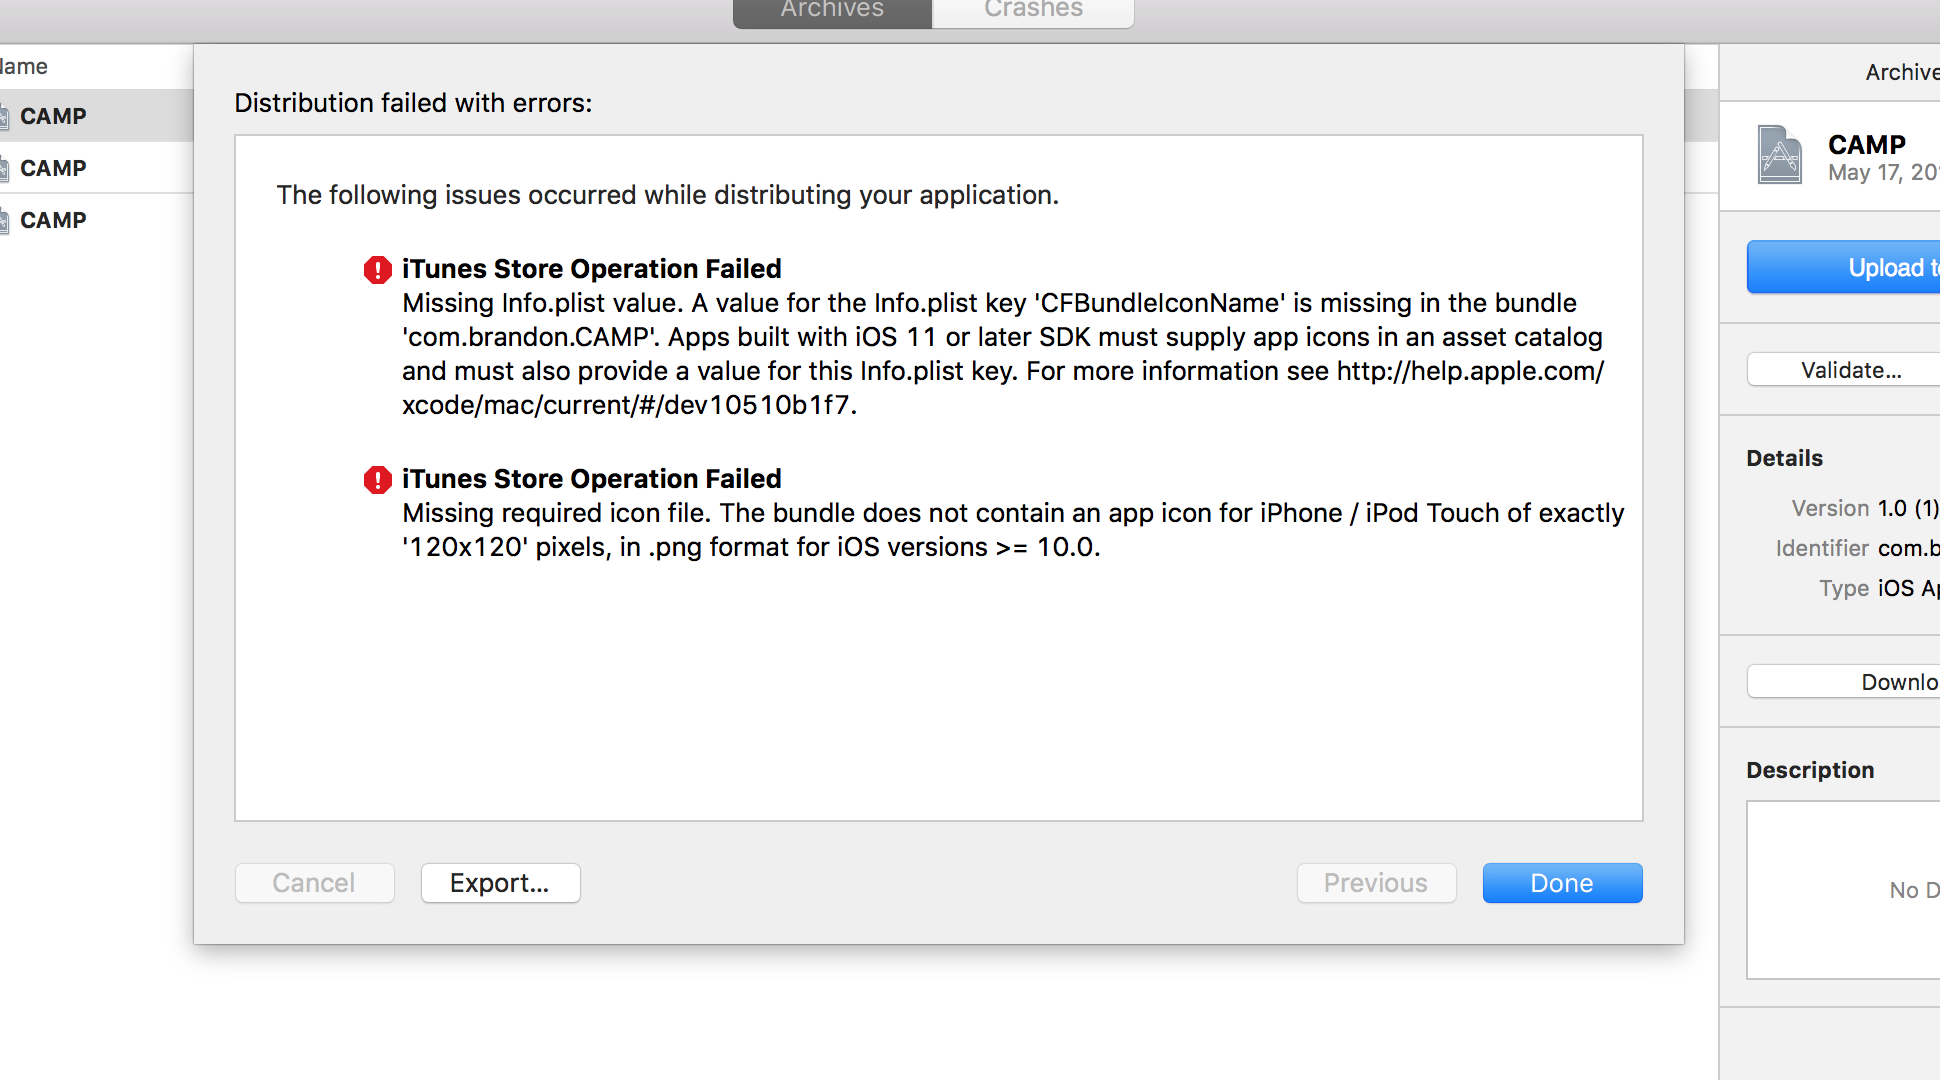 Archives
Crashes
Name
Archive
Distribution failed with errors:
CAMP
CAMP
CAMP
The following issues occurred while distributing your application.
iTunes Store Operation Failed
Missing Info.plist value. A value for the Info.plist key 'CFBundleIconName' is missing in the bundle
'com.brandon.CAMP'. Apps built with iOS 11 or later SDK must supply app icons in an asset catalog
and must also provide a value for this Info.plist key. For more information see http://help.apple.com/
xcode/mac/current/#/dev10510b1f7.
iTunes Store Operation Failed
Missing required icon file. The bundle does not contain an app icon for iPhone / iPod Touch of exactly
'120x120' pixels, in .png format for iOS versions >= 10.0.
Cancel
Export...
Previous
Done
CAMP
May 17, 20
Upload t
Validate...
Details
Version 1.0 (1)
Identifier com.b
Type iOS Ap
Downlo
Description
No D